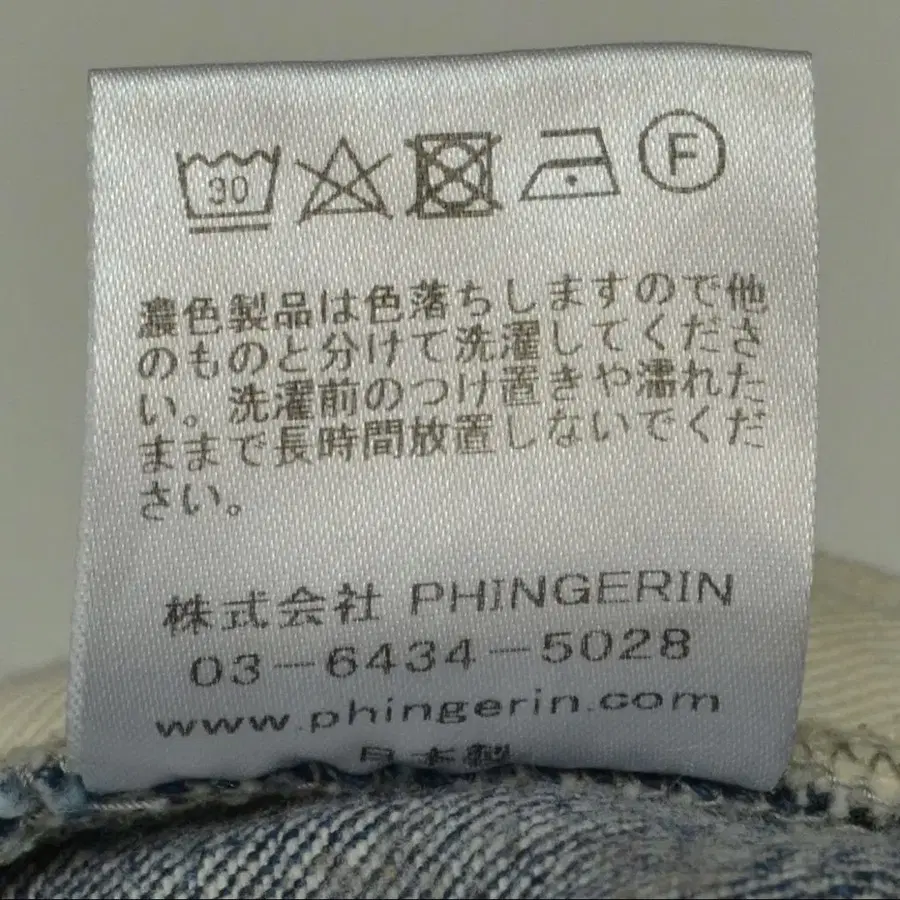 30
F
濃色製品は色落ちしますので他
のものと分けて洗濯してくださ
い。洗濯前のつけ置きや濡れた
ままで長時間放置しないでくだ
さい。
株式会社 PHINGERIN
03-6434-5028
www.phingerin.com
日本製